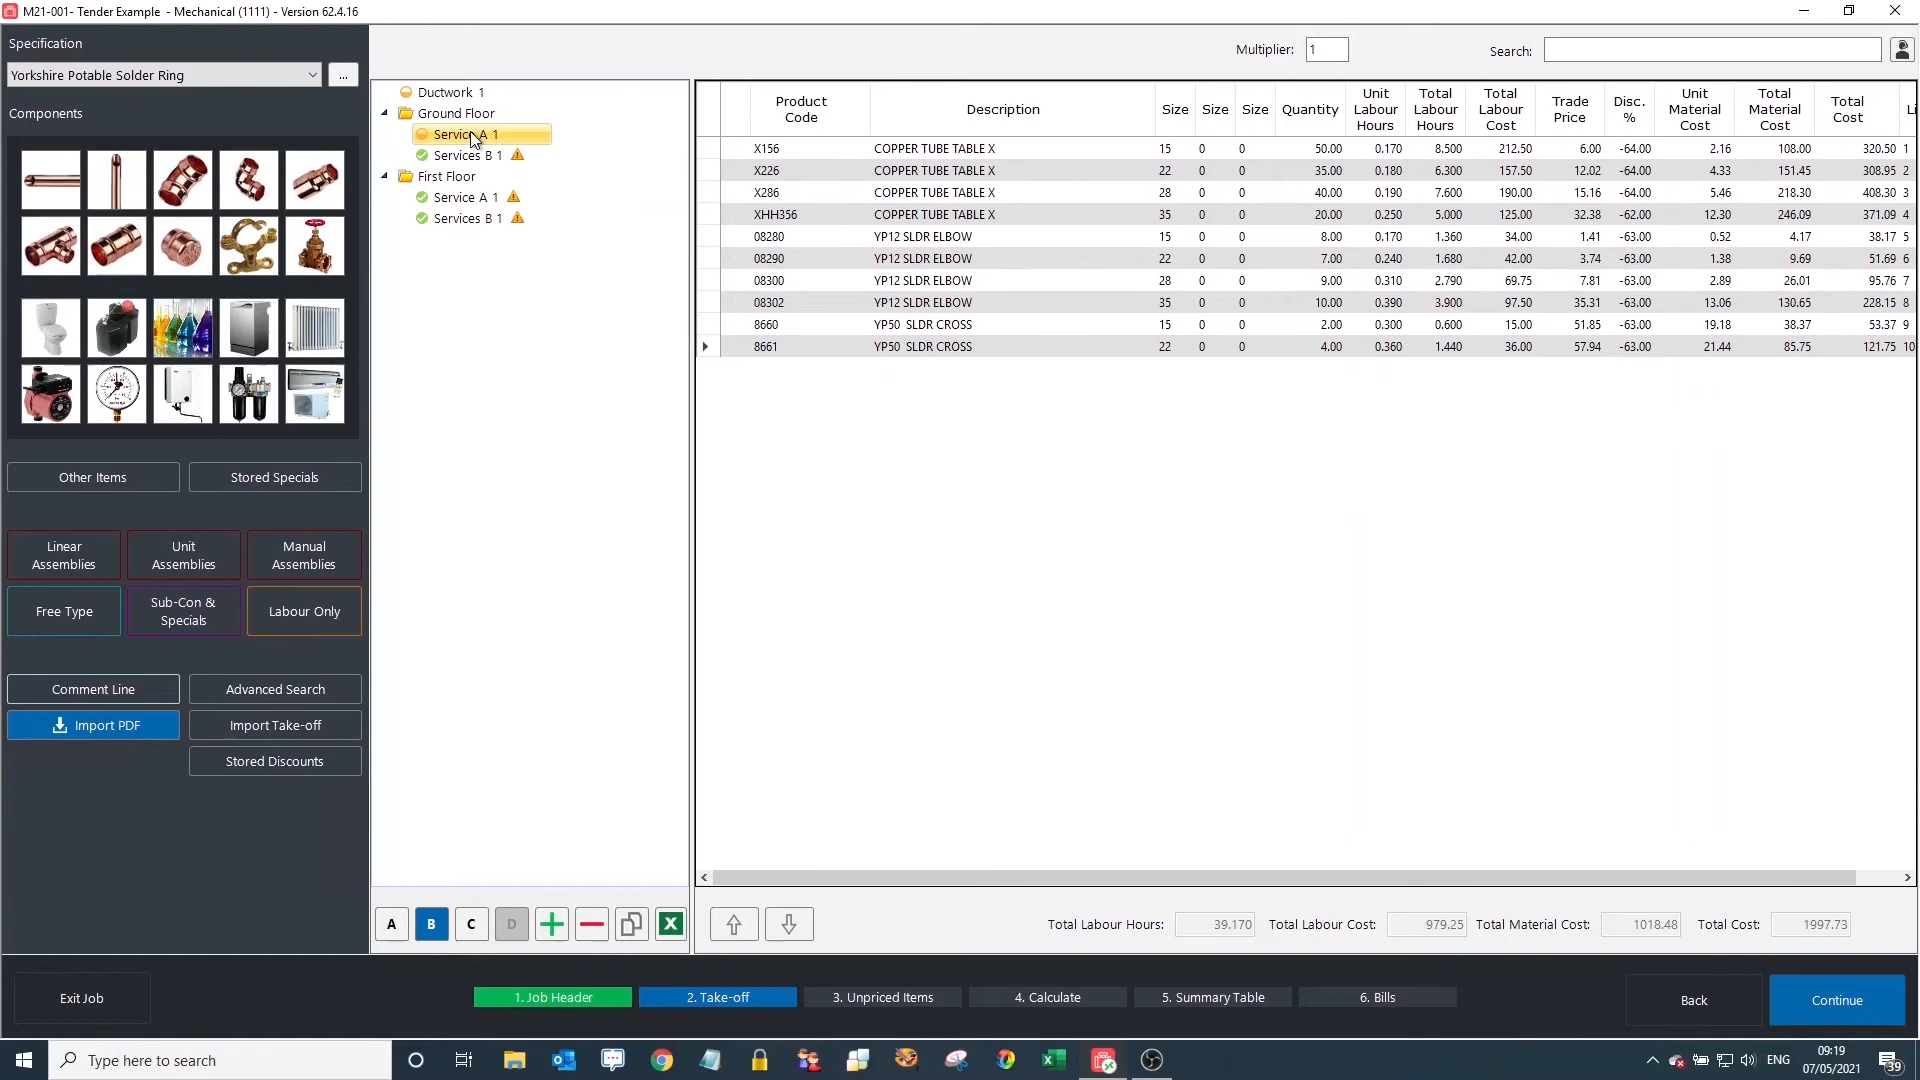 M21-001- Tender Example - Mechanical (1111) - Version 62.4.16
Specification
Yorkshire Potable Solder Ring
...
Components
Other Items
Stored Specials
Linear Assemblies
Unit Assemblies
Manual Assemblies
Free Type
Sub-Con & Specials
Labour Only
Comment Line
Advanced Search
Import PDF
Import Take-off
Stored Discounts
Ductwork 1
Ground Floor
Service A 1
Services B 1
First Floor
Service A 1
Services B 1
Multiplier: 1
Search:
Product Code Description Size Size Size Quantity Unit Labour Hours Total Labour Hours Total Labour Cost Trade Price Disc. % Unit Material Cost Total Material Cost Total Cost Li
X156 COPPER TUBE TABLE X 15 0 0 50.00 0.170 8.500 212.50 6.00 -64.00 2.16 108.00 320.50 1
X226 COPPER TUBE TABLE X 22 0 0 35.00 0.180 6.300 157.50 12.02 -64.00 4.33 151.45 308.95 2
X286 COPPER TUBE TABLE X 28 0 0 40.00 0.190 7.600 190.00 15.16 -64.00 5.46 218.30 408.30 3
XHH356 COPPER TUBE TABLE X 35 0 0 20.00 0.250 5.000 125.00 32.38 -62.00 12.30 246.09 371.09 4
08280 YP12 SLDR ELBOW 15 0 0 8.00 0.170 1.360 34.00 1.41 -63.00 0.52 4.17 38.17 5
08290 YP12 SLDR ELBOW 22 0 0 7.00 0.240 1.680 42.00 3.74 -63.00 1.38 9.69 51.69 6
08300 YP12 SLDR ELBOW 28 0 0 9.00 0.310 2.790 69.75 7.81 -63.00 2.89 26.01 95.76 7
08302 YP12 SLDR ELBOW 35 0 0 10.00 0.390 3.900 97.50 35.31 -63.00 13.06 130.65 228.15 8
8660 YP50 SLDR CROSS 15 0 0 2.00 0.300 0.600 15.00 51.85 -63.00 19.18 38.37 53.37 9
8661 YP50 SLDR CROSS 22 0 0 4.00 0.360 1.440 36.00 57.94 -63.00 21.44 85.75 121.75 10
A B C D
Total Labour Hours: 39.170 Total Labour Cost: 979.25 Total Material Cost: 1018.48 Total Cost: 1997.73
Exit Job
1. Job Header
2. Take-off
3. Unpriced Items
4. Calculate
5. Summary Table
6. Bills
Back
Continue
Type here to search
ENG
09:19
07/05/2021
39